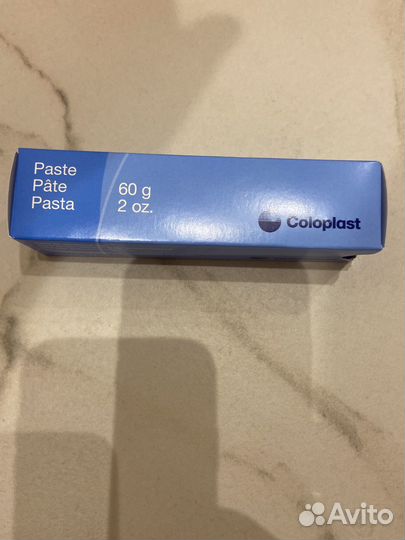 Paste
Pâte
Pasta
60 g
2 oz.
Coloplast
Avito